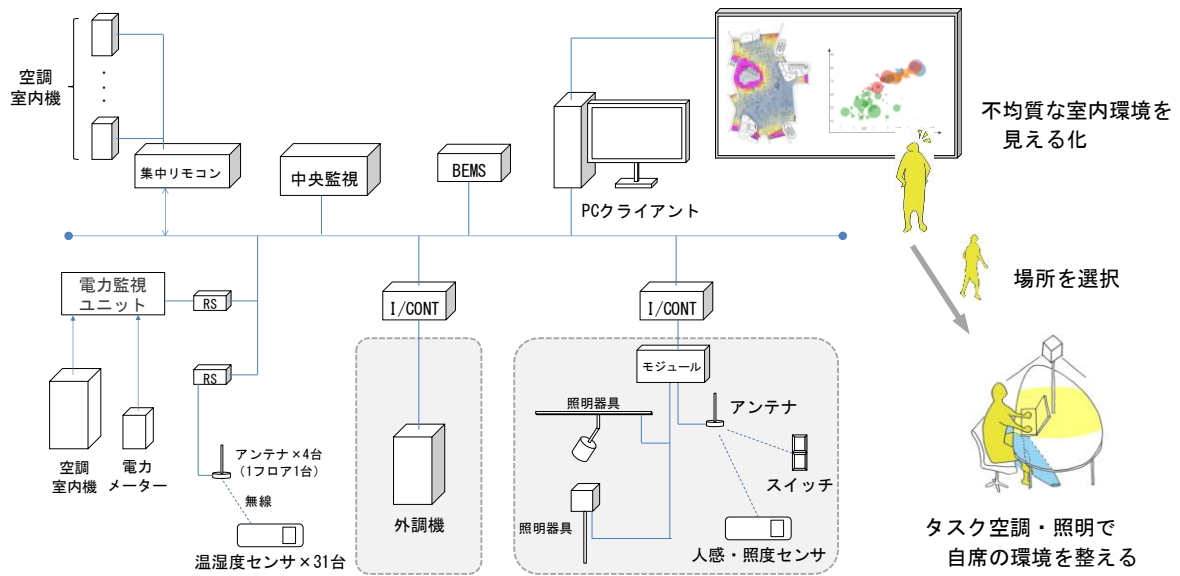 空調
室内機
集中リモコン
中央監視
BEMS
PCクライアント
不均質な室内環境を
見える化
場所を選択
電力監視
ユニット
RS
RS
I/CONT
I/CONT
モジュール
照明器具
アンテナ
スイッチ
空調
室内機
電力
メーター
アンテナ×4台
(1フロア1台)
無線
温湿度センサ×31台
外調機
照明器具
人感・照度センサ
タスク空調・照明で
自席の環境を整える